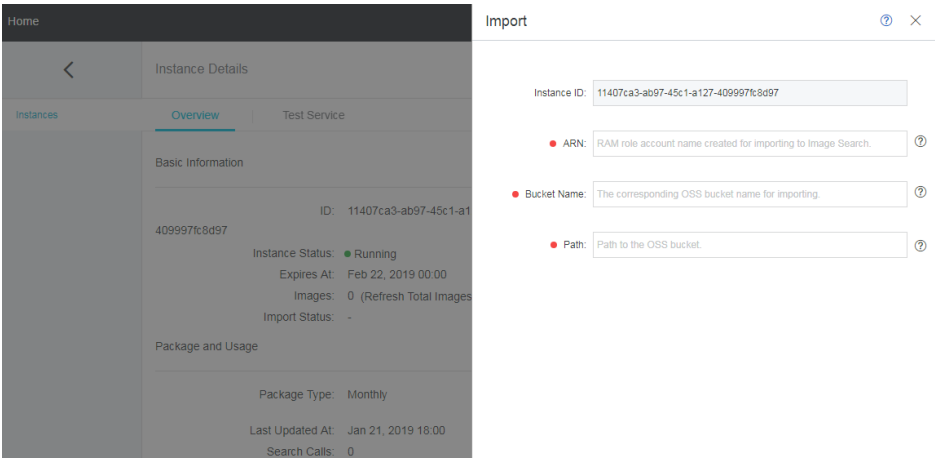 Home
Instance Details
Instances
Overview
Test Service
Basic Information
ID: 11407ca3-ab97-45c1-a1
409997fc8d97
Instance Status: Running
Expires At: Feb 22, 2019 00:00
Images: 0 (Refresh Total Images
Import Status: -
Package and Usage
Package Type: Monthly
Last Updated At: Jan 21, 2019 18:00
Search Calls: 0
Import
Instance ID: 11407ca3-ab97-45c1-a127-409997fc8d97
ARN: RAM role account name created for importing to Image Search.
Bucket Name: The corresponding OSS bucket name for importing.
Path: Path to the OSS bucket.